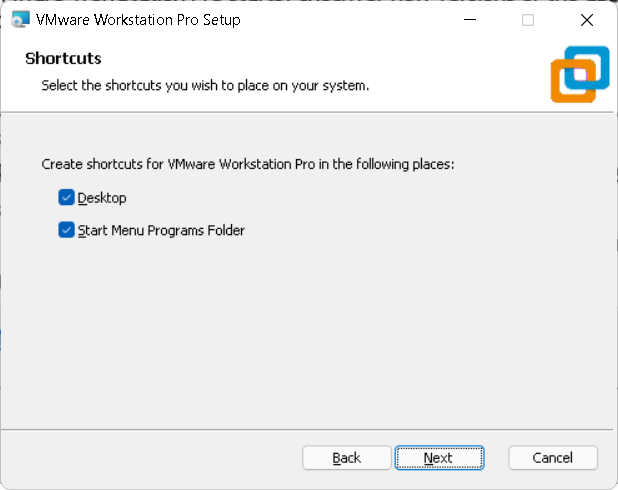 VMware Workstation Pro Setup
Shortcuts
Select the shortcuts you wish to place on your system.
Create shortcuts for VMware Workstation Pro in the following places:
Desktop
Start Menu Programs Folder
Back
Next
Cancel